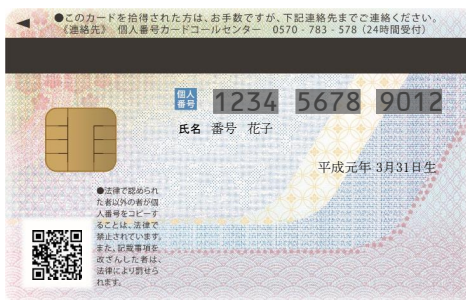 ●このカードを拾得された方は、お手数ですが、下記連絡先までご連絡ください。
《連絡先》 個人番号カードコールセンター 0570-783-578 (24時間受付)
個人番号 1234 5678 9012
氏名 番号 花子
平成元年 3月31日生
●法律で認められ
た者以外の者が個
人番号をコピーす
ることは、法律で
禁止されています。
また、記載事項を
改ざんした者は、
法律により罰せら
れます。